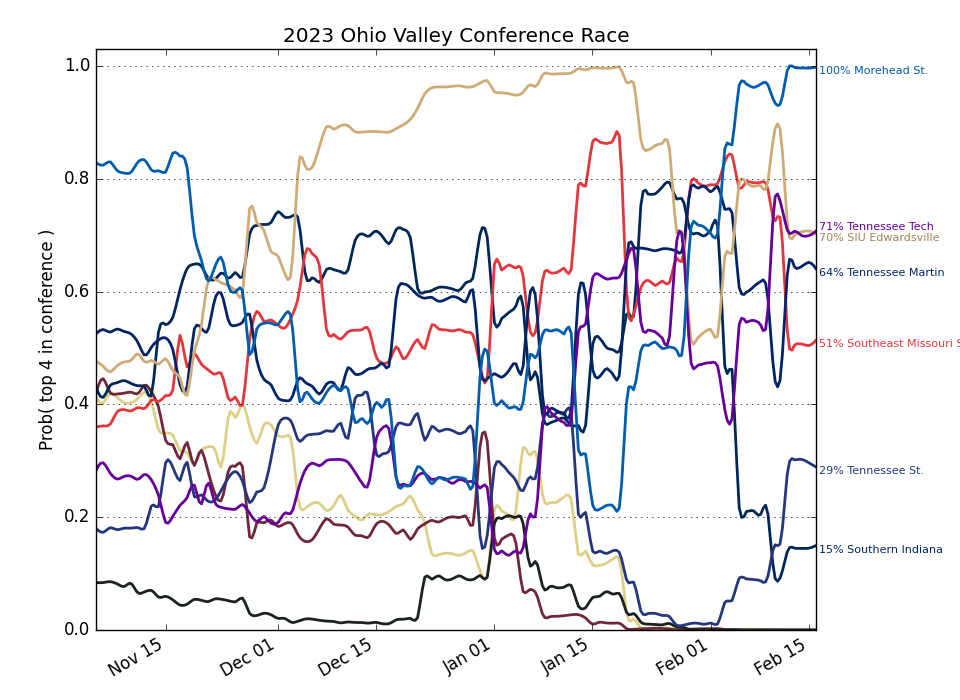 2023 Ohio Valley Conference Race
Prob( top 4 in conference )
1.0
0.8
0.6
0.4
0.2
0.0
Nov 15
Dec 01
Dec 15
Jan 01
Jan 15
Feb 01
Feb 15
100% Morehead St.
71% Tennessee Tech
70% SIU Edwardsville
64% Tennessee Martin
51% Southeast Missouri S
29% Tennessee St.
15% Southern Indiana